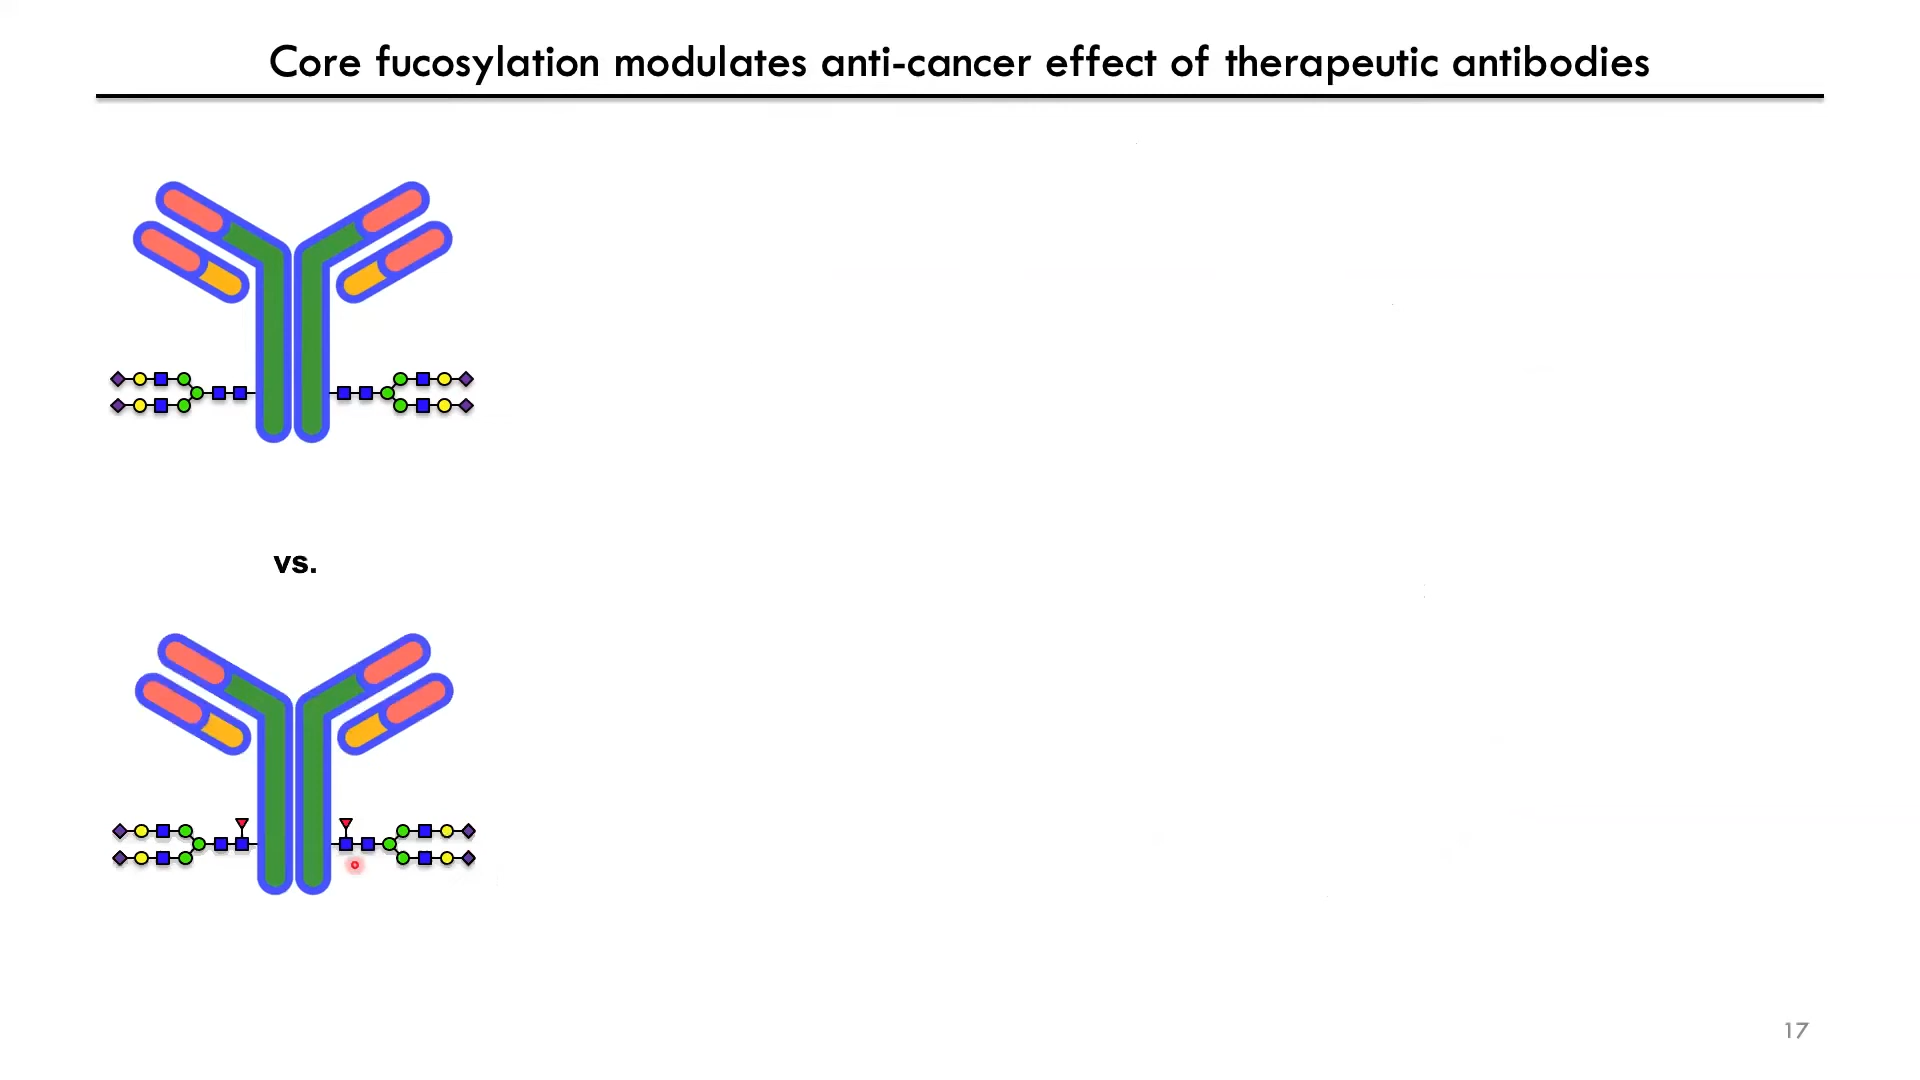 Core fucosylation modulates anti-cancer effect of therapeutic antibodies
vs.
17